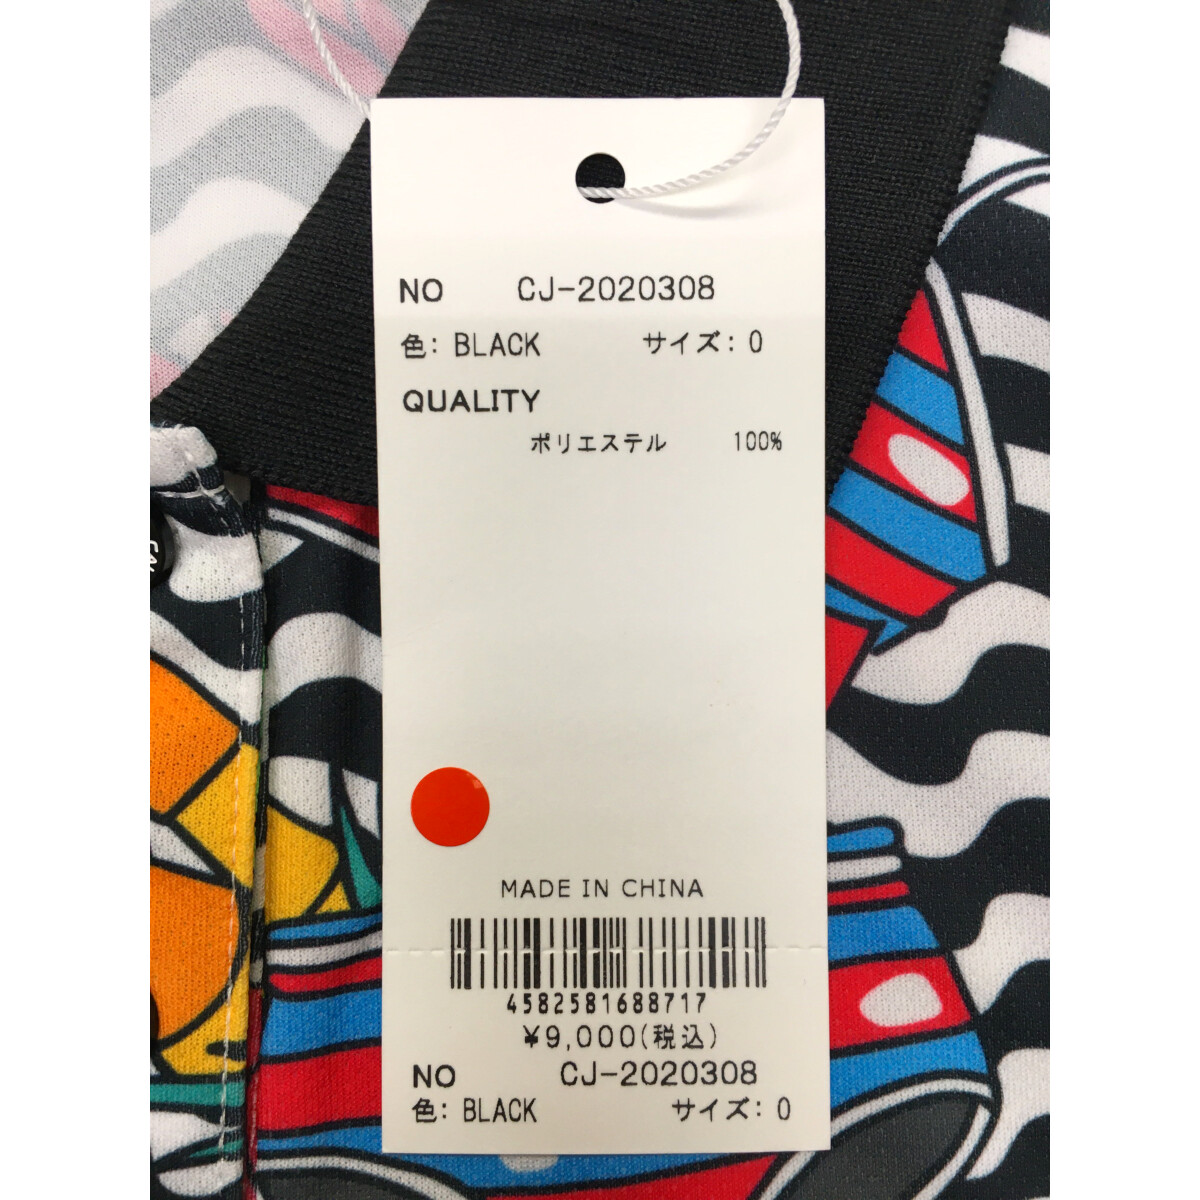 NO CJ-2020308
色: BLACK サイズ: 0
QUALITY
ポリエステル 100%
MADE IN CHINA
4582581688717
¥9,000(税込)
NO CJ-2020308
色: BLACK サイズ: 0